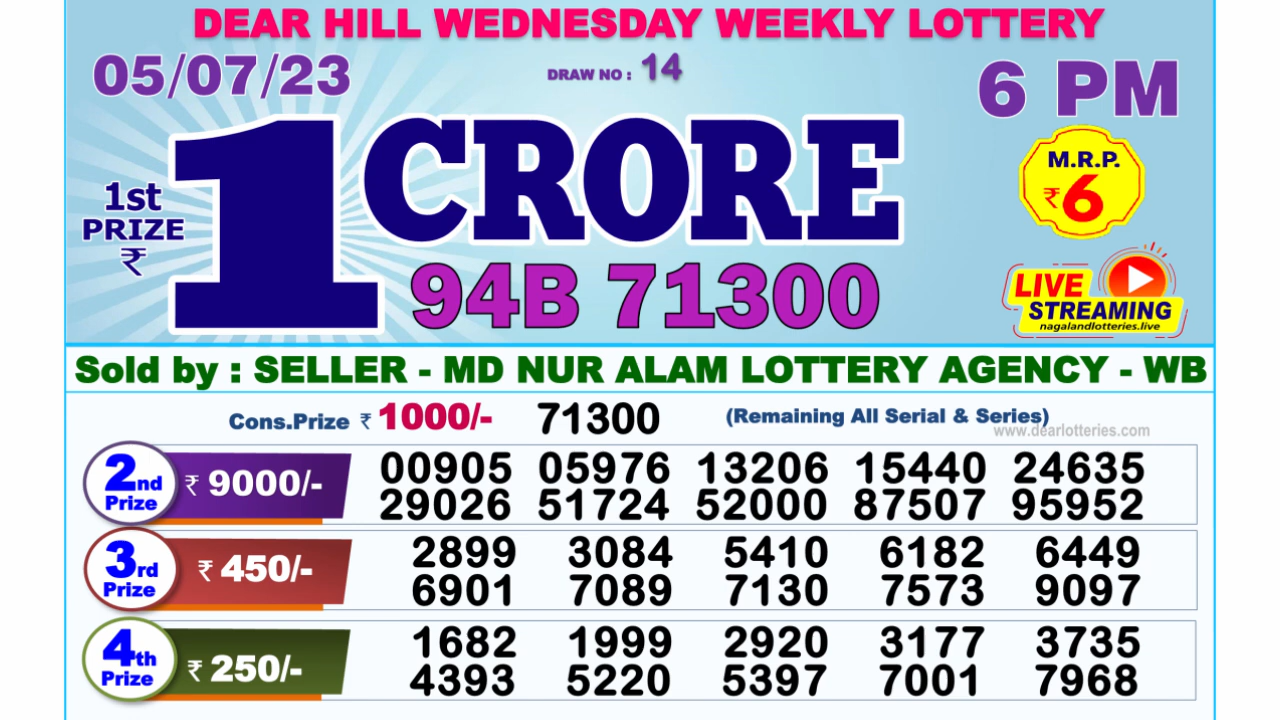 DEAR HILL WEDNESDAY WEEKLY LOTTERY
05/07/23
DRAW NO : 14
6 PM
1 CRORE
1st
PRIZE
₹
M.R.P.
₹6
94B 71300
LIVE
STREAMING
nagalandlotteries.live
Sold by : SELLER - MD NUR ALAM LOTTERY AGENCY - WB
Cons.Prize ₹ 1000/- 71300 (Remaining All Serial & Series)
www.dearlotteries.com
2nd Prize ₹ 9000/-
00905 05976 13206 15440 24635
29026 51724 52000 87507 95952
3rd Prize ₹ 450/-
2899 3084 5410 6182 6449
6901 7089 7130 7573 9097
4th Prize ₹ 250/-
1682 1999 2920 3177 3735
4393 5220 5397 7001 7968